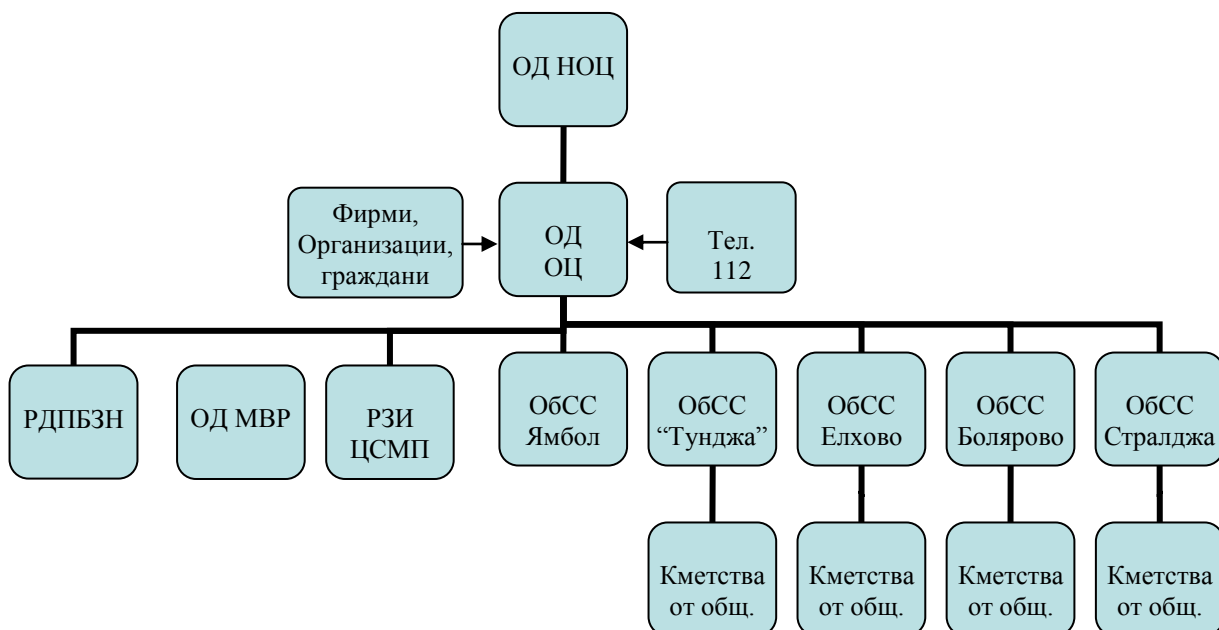 ОД НОЦ
Фирми,
Организации,
граждани
ОД
ОЦ
Тел.
112
РДПБЗН
ОД МВР
РЗИ
ЦСМП
ОбСС
Ямбол
ОбСС
“Тунджа”
ОбСС
Елхово
ОбСС
Болярово
ОбСС
Стралджа
Кметства
от общ.
Кметства
от общ.
Кметства
от общ.
Кметства
от общ.